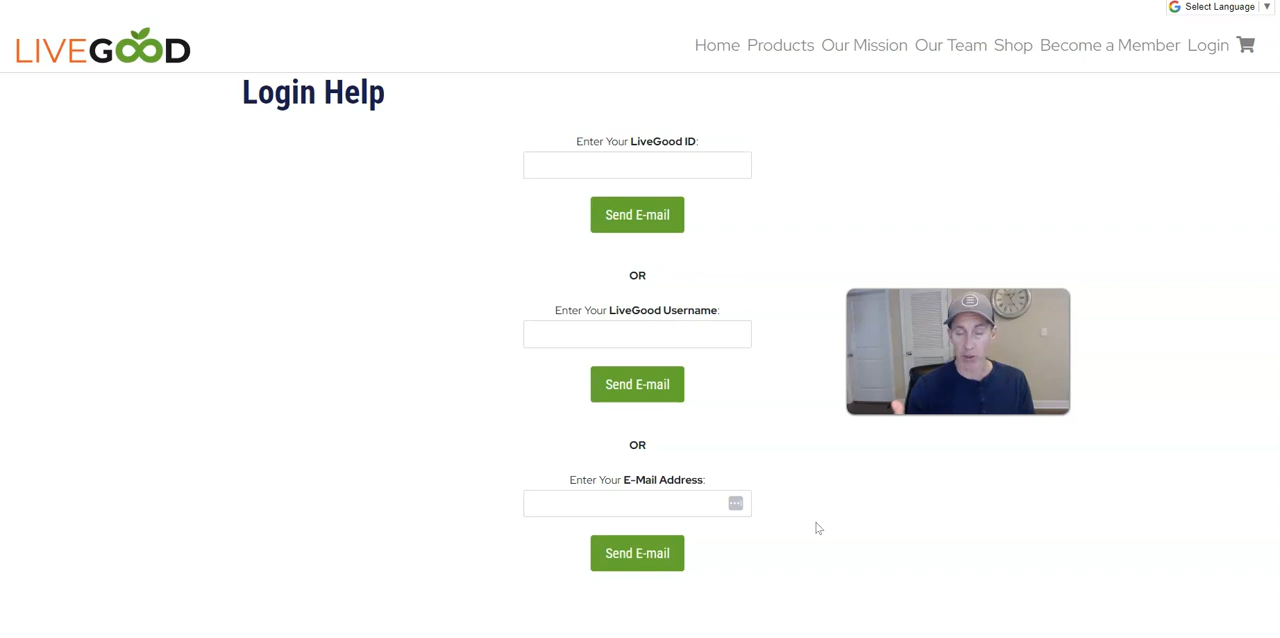 Select Language ▼
LIVEGOOD
Home Products Our Mission Our Team Shop Become a Member Login
Login Help
Enter Your LiveGood ID:
Send E-mail
OR
Enter Your LiveGood Username:
Send E-mail
OR
Enter Your E-Mail Address:
Send E-mail